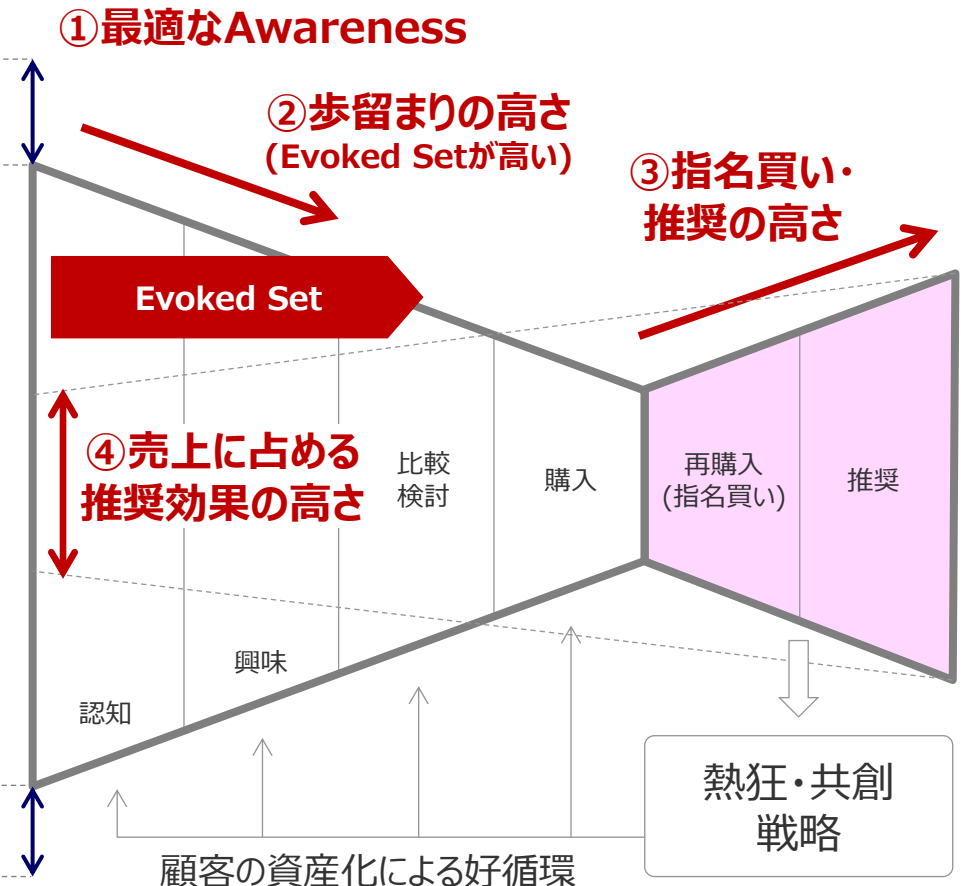 ①最適なAwareness
②歩留まりの高さ
(Evoked Setが高い)
③指名買い・
推奨の高さ
Evoked Set
④売上に占める
推奨効果の高さ
比較
検討
購入
再購入
(指名買い)
推奨
興味
認知
熱狂・共創
戦略
顧客の資産化による好循環